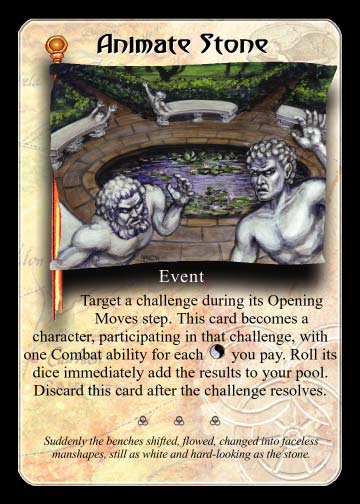 Animate Stone
Event
Target a challenge during its Opening
Moves step. This card becomes a
character, participating in that challenge, with
one Combat ability for each you pay. Roll its
dice immediately add the results to your pool.
Discard this card after the challenge resolves.
Suddenly the benches shifted, flowed, changed into faceless
manshapes, still as white and hard-looking as the stone.